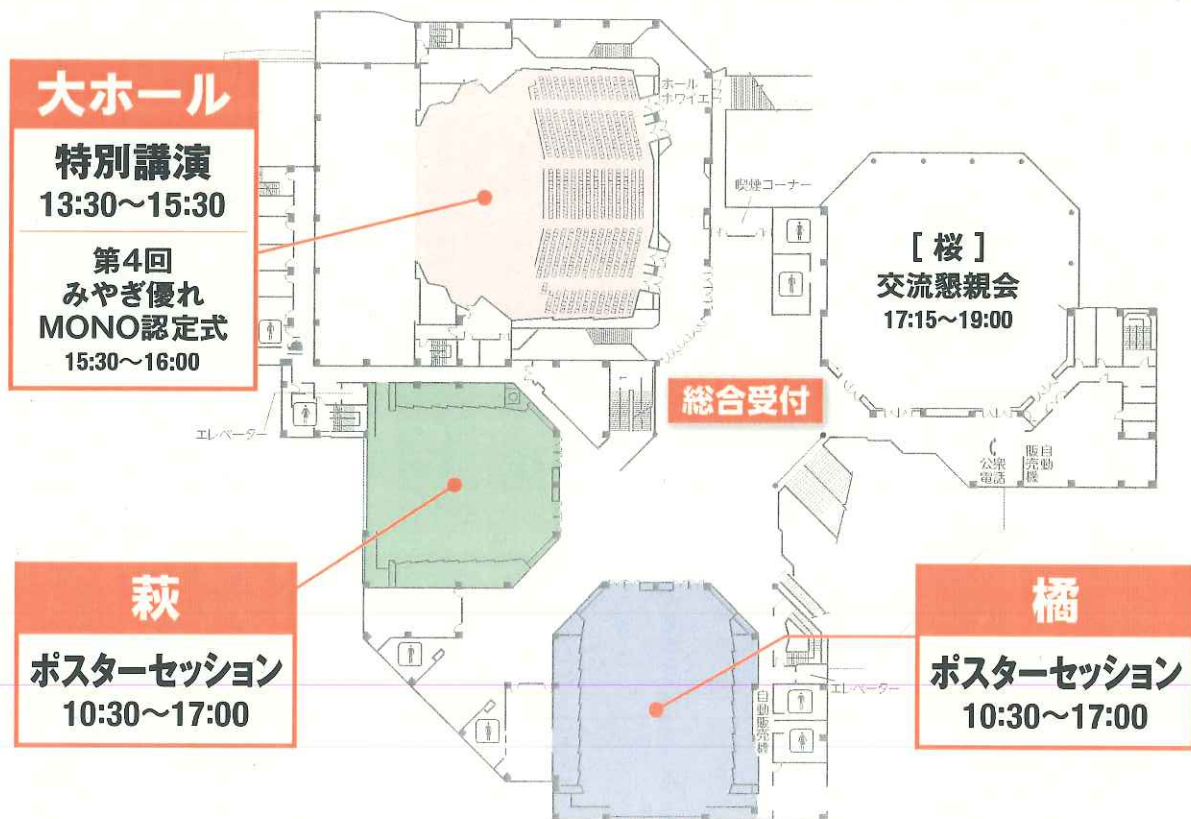 大ホール
特別講演
13:30～15:30
第4回
みやぎ優れ
MONO認定式
15:30～16:00
ホール
ホワイエ
喫煙コーナー
[ 桜 ]
交流懇親会
17:15～19:00
総合受付
エレベーター
公衆
電話
自動
販売機
萩
ポスターセッション
10:30～17:00
橘
ポスターセッション
10:30～17:00
エレベーター
自動販売機